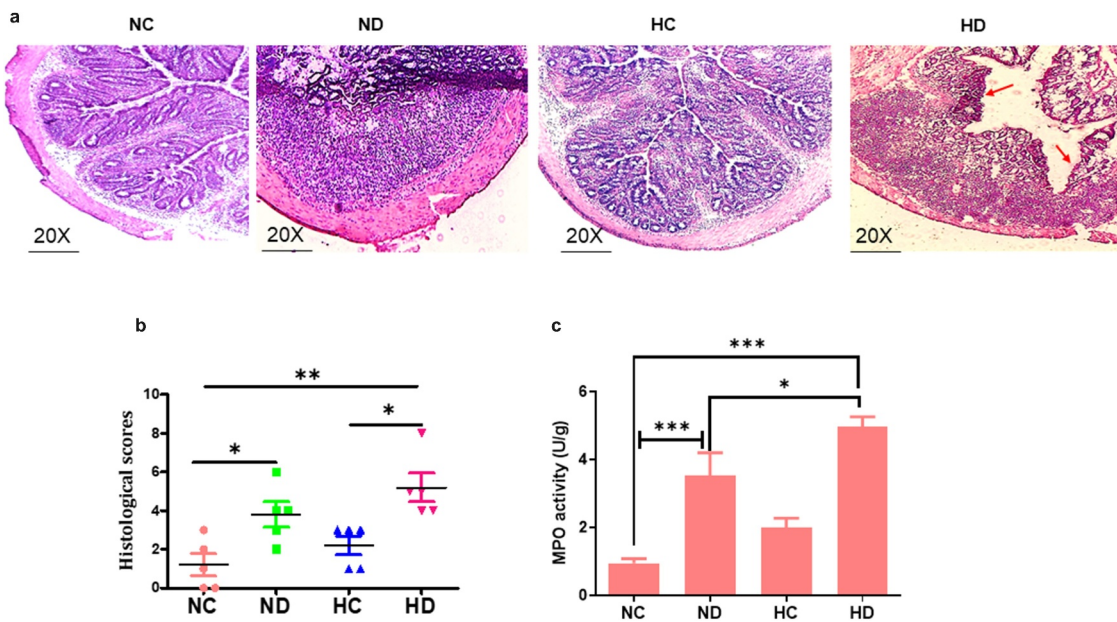 a
NC ND HC HD
20X 20X 20X 20X
b
Histological scores
10
8
6
4
2
0
** 
* *
NC ND HC HD
c
MPO activity (U/g)
6
4
2
0
***
*
***
NC ND HC HD